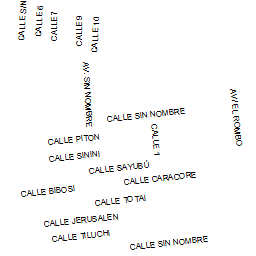 CALLE S/N
CALLE 6
CALLE 7
CALLE 9
CALLE 10
AV. SIN NOMBRE
CALLE SIN NOMBRE
AV/EL ROMBO
CALLE PITON
CALLE 1
CALLE SININI
CALLE SAYUBÚ
CALLE CARACORE
CALLE BIBOSI
CALLE TOTAI
CALLE JERUSALEN
CALLE TILUCHI
CALLE SIN NOMBRE